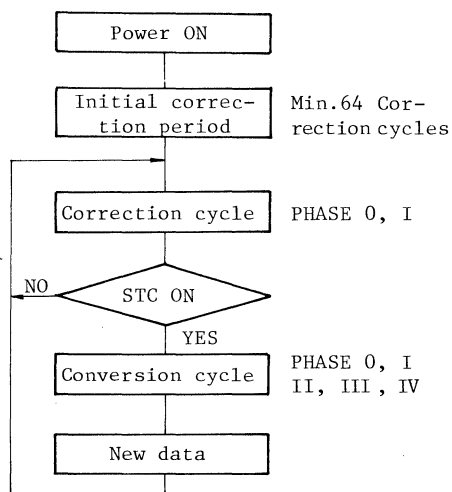 Power ON
Initial correc-
tion period
Min.64 Cor-
rection cycles
Correction cycle
PHASE 0, I
NO
STC ON
YES
Conversion cycle
PHASE 0, I
II, III, IV
New data